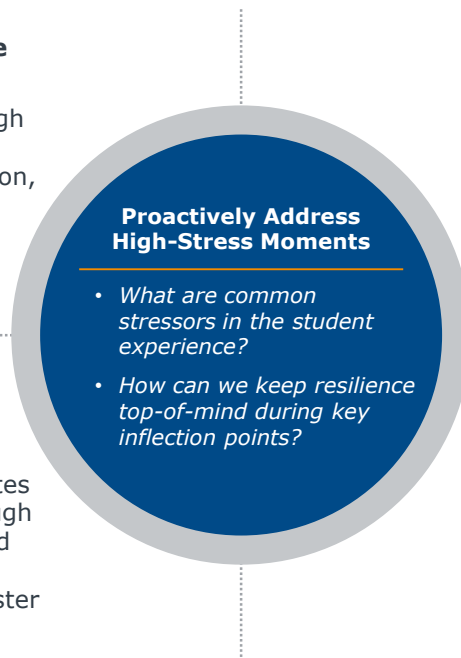 Proactively Address
High-Stress Moments
• What are common
stressors in the student
experience?
• How can we keep resilience
top-of-mind during key
inflection points?